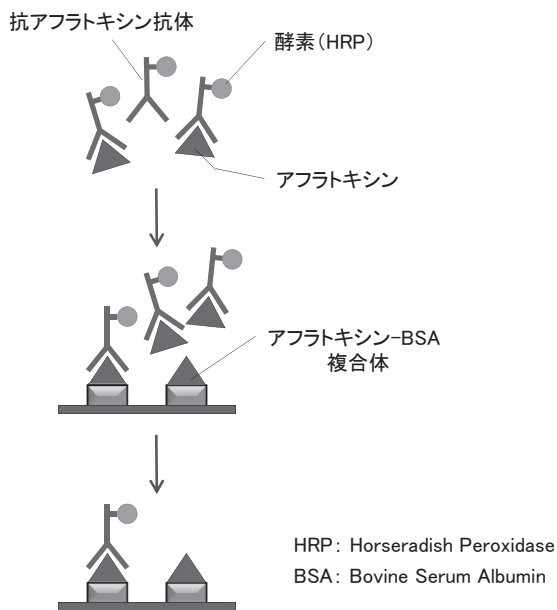 抗アフラトキシン抗体
酵素（HRP）
アフラトキシン
アフラトキシン-BSA
複合体
HRP： Horseradish Peroxidase
BSA： Bovine Serum Albumin